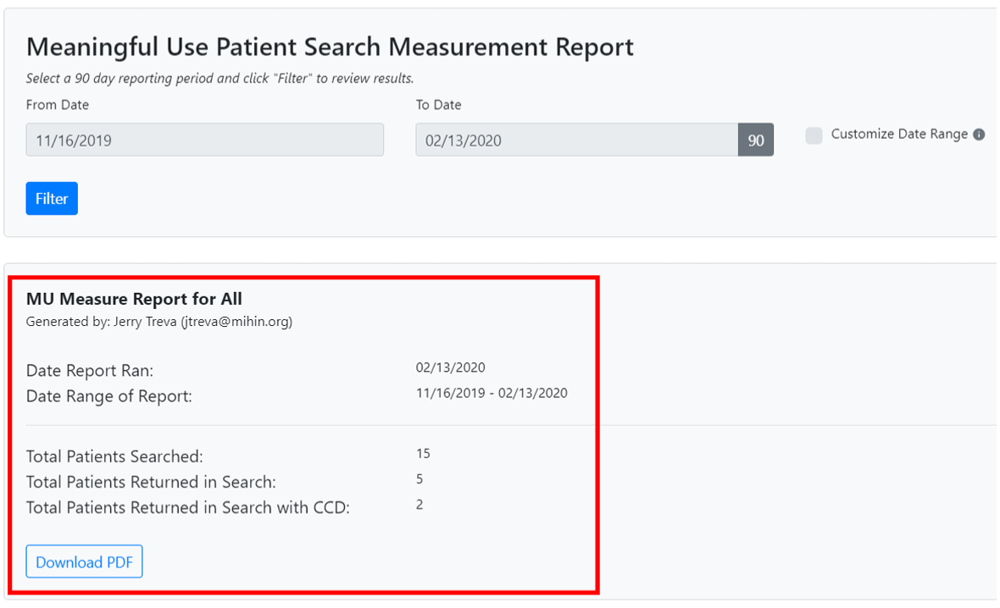 Meaningful Use Patient Search Measurement Report
Select a 90 day reporting period and click "Filter" to review results.
From Date To Date
11/16/2019 02/13/2020 90 Customize Date Range
Filter
MU Measure Report for All
Generated by: Jerry Treva (jtreva@mihin.org)
Date Report Ran: 02/13/2020
Date Range of Report: 11/16/2019 - 02/13/2020
Total Patients Searched: 15
Total Patients Returned in Search: 5
Total Patients Returned in Search with CCD: 2
Download PDF